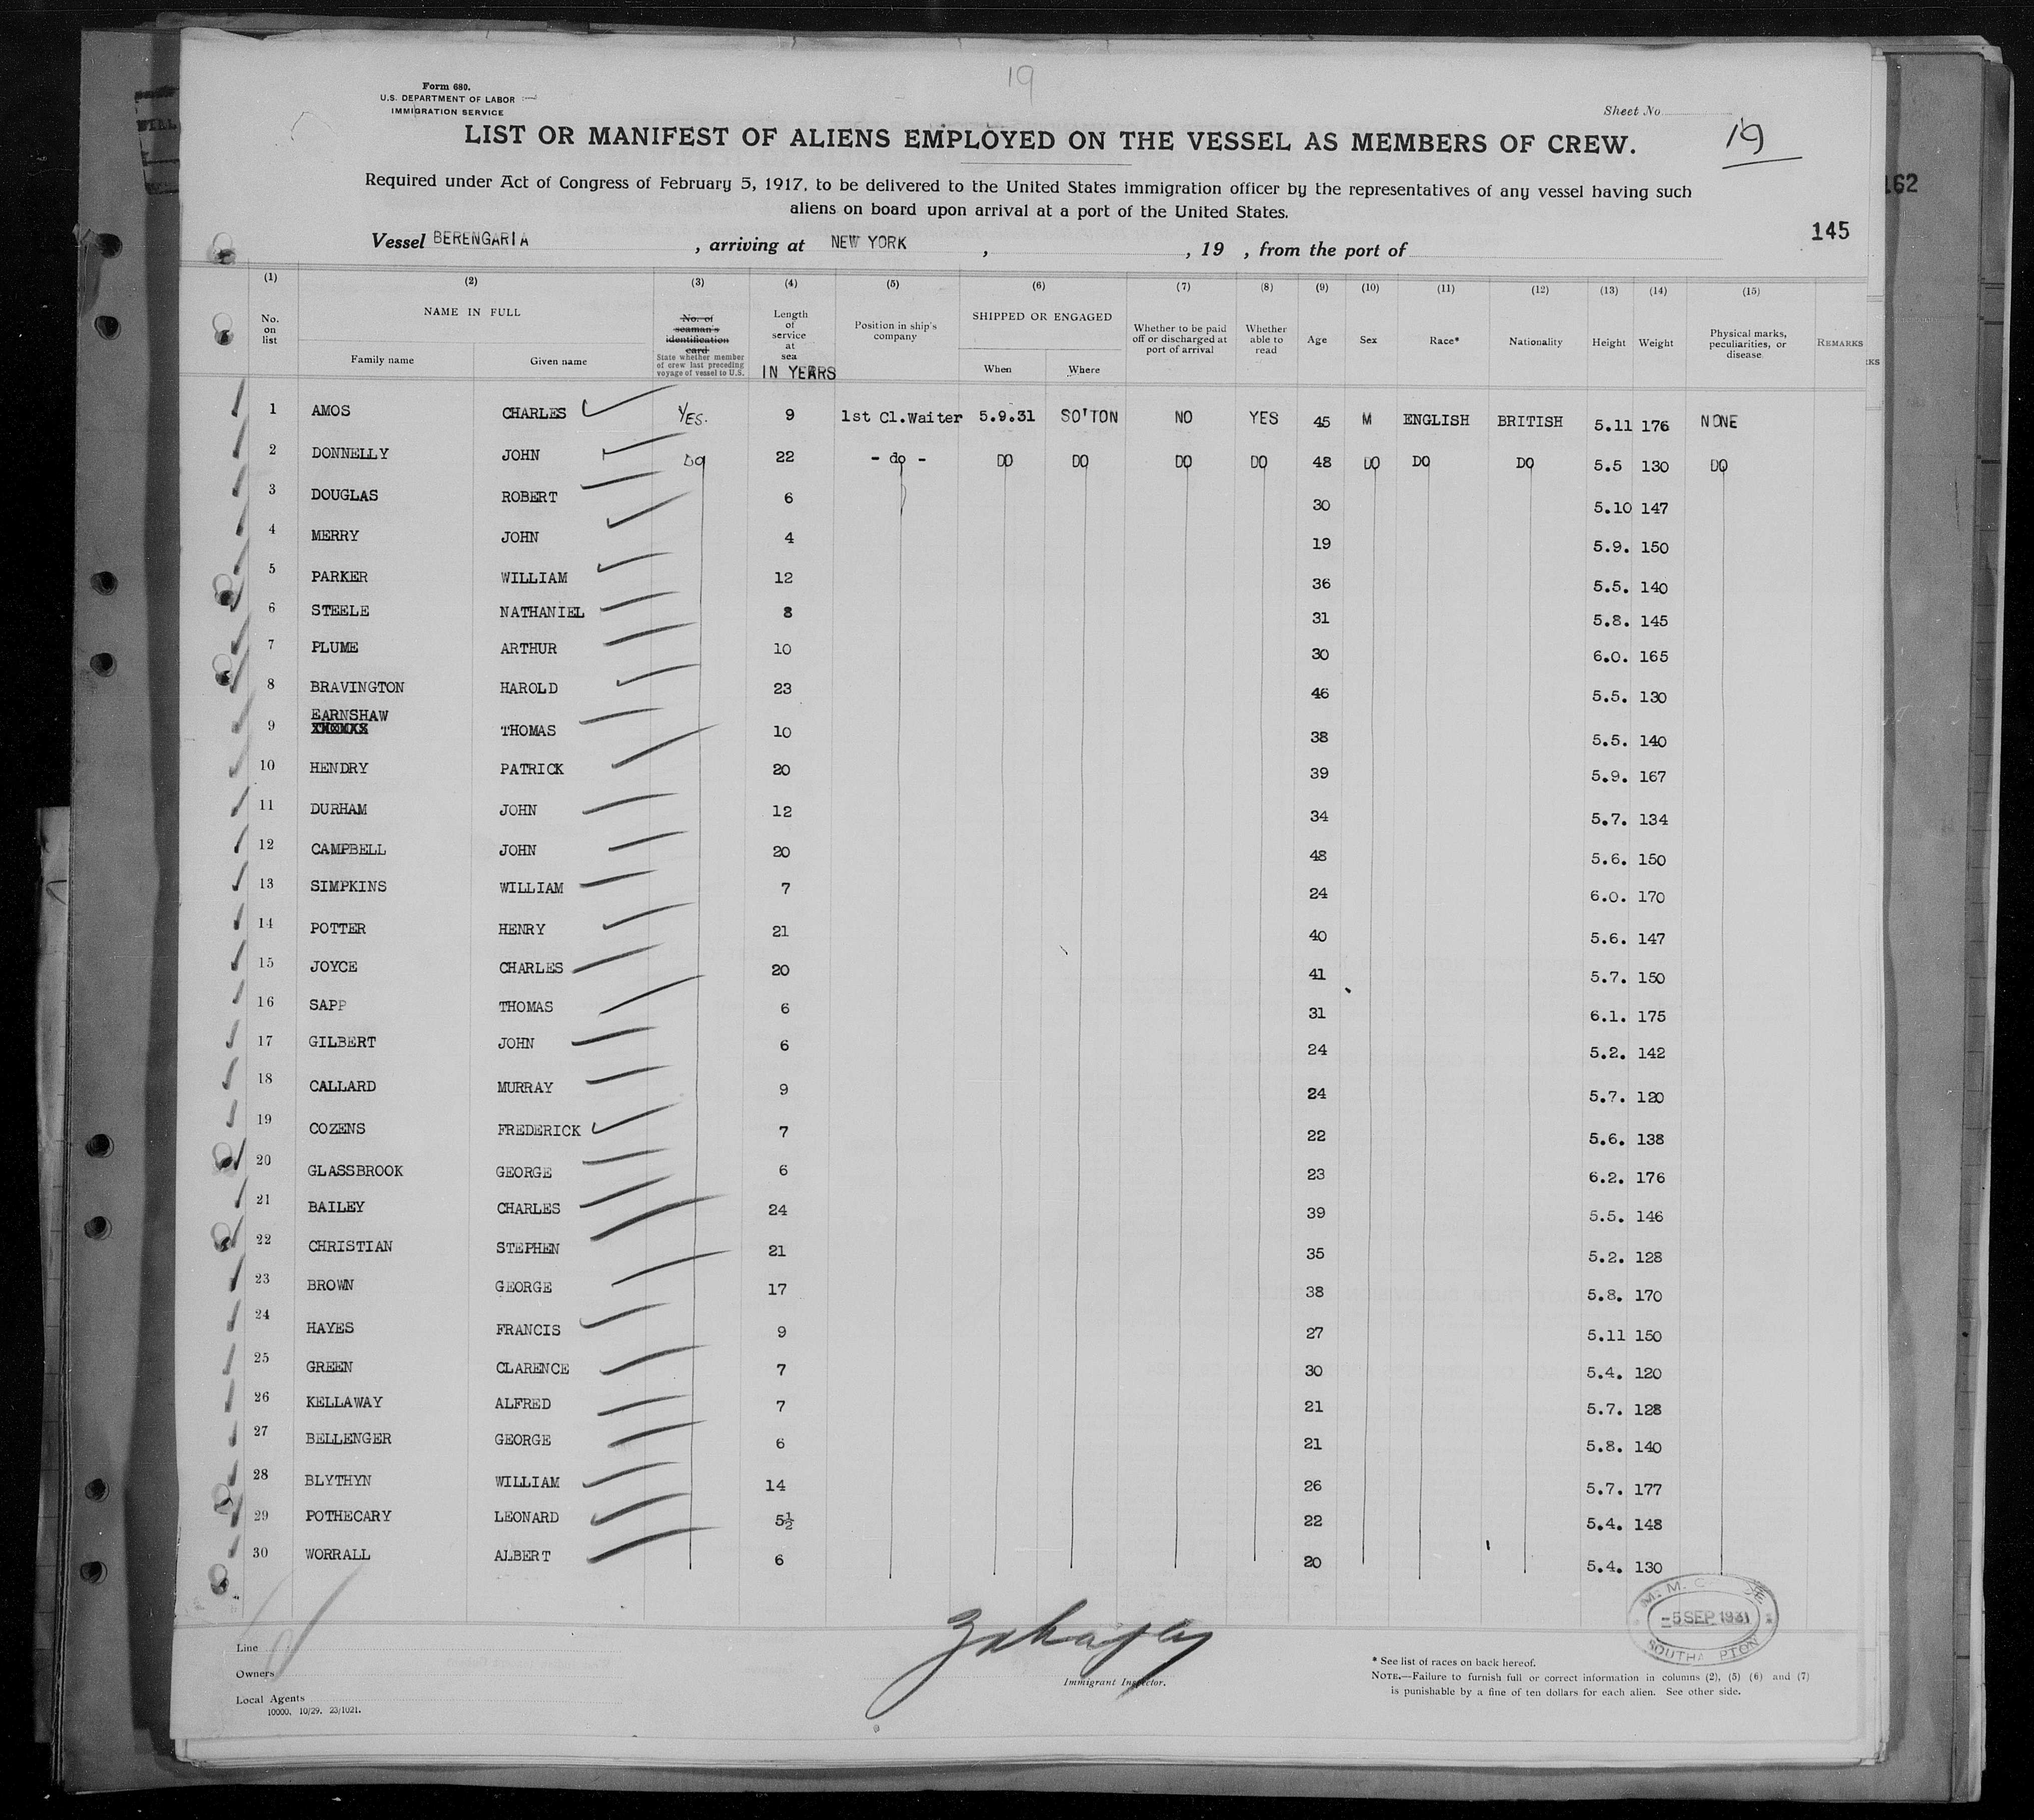 19
Form 680.
U.S. DEPARTMENT OF LABOR
IMMIGRATION SERVICE
Sheet No.
19
LIST OR MANIFEST OF ALIENS EMPLOYED ON THE VESSEL AS MEMBERS OF CREW.
Required under Act of Congress of February 5, 1917, to be delivered to the United States immigration officer by the representatives of any vessel having such
aliens on board upon arrival at a port of the United States.
162
145
Vessel BERENGARIA , arriving at NEW YORK , , 19 , from the port of
(1) (2) (3) (4) (5) (6) (7) (8) (9) (10) (11) (12) (13) (14) (15)
No. on list NAME IN FULL Family name Given name No. of seaman's identification card State whether member of crew last preceding voyage of vessel to U.S. Length of service at sea IN YEARS Position in ship's company SHIPPED OR ENGAGED When Where Whether to be paid off or discharged at port of arrival Whether able to read Age Sex Race* Nationality Height Weight Physical marks, peculiarities, or disease. REMARKS
KS
1 AMOS CHARLES YES. 9 1st Cl.Waiter 5.9.31 SO'TON NO YES 45 M ENGLISH BRITISH 5.11 176 NONE
2 DONNELLY JOHN Do 22 - do - DO DO DO DO 48 DO DO DO 5.5 130 DO
3 DOUGLAS ROBERT 6 30 5.10 147
4 MERRY JOHN 4 19 5.9. 150
5 PARKER WILLIAM 12 36 5.5. 140
6 STEELE NATHANIEL 8 31 5.8. 145
7 PLUME ARTHUR 10 30 6.0. 165
8 BRAVINGTON HAROLD 23 46 5.5. 130
EARNSHAW
9 THOMAS THOMAS 10 38 5.5. 140
10 HENDRY PATRICK 20 39 5.9. 167
11 DURHAM JOHN 12 34 5.7. 134
12 CAMPBELL JOHN 20 48 5.6. 150
13 SIMPKINS WILLIAM 7 24 6.0. 170
14 POTTER HENRY 21 40 5.6. 147
15 JOYCE CHARLES 20 41 5.7. 150
16 SAPP THOMAS 6 31 6.1. 175
17 GILBERT JOHN 6 24 5.2. 142
18 CALLARD MURRAY 9 24 5.7. 120
19 COZENS FREDERICK 7 22 5.6. 138
20 GLASSBROOK GEORGE 6 23 6.2. 176
21 BAILEY CHARLES 24 39 5.5. 146
22 CHRISTIAN STEPHEN 21 35 5.2. 128
23 BROWN GEORGE 17 38 5.8. 170
24 HAYES FRANCIS 9 27 5.11 150
25 GREEN CLARENCE 7 30 5.4. 120
26 KELLAWAY ALFRED 7 21 5.7. 128
27 BELLENGER GEORGE 6 21 5.8. 140
28 BLYTHYN WILLIAM 14 26 5.7. 177
29 POTHECARY LEONARD 5½ 22 5.4. 148
30 WORRALL ALBERT 6 20 5.4. 130
-5 SEP 1931
Line
Owners
Local Agents
10000. 10/29. 23/1021.
Immigrant Inspector.
* See list of races on back hereof.
NOTE.—Failure to furnish full or correct information in columns (2), (5) (6) and (7)
is punishable by a fine of ten dollars for each alien. See other side.